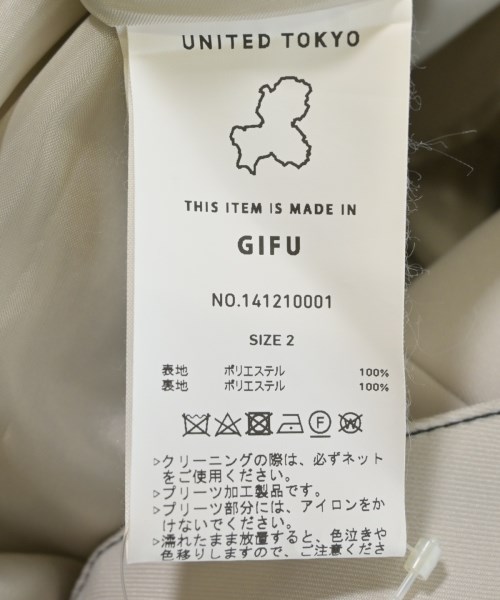 UNITED TOKYO
THIS ITEM IS MADE IN
GIFU
NO.141210001
SIZE 2
表地 ポリエステル 100%
裏地 ポリエステル 100%
▷クリーニングの際は、必ずネット
をご使用ください。
▷プリーツ加工製品です。
▷プリーツ部分には、アイロンをか
けないでください。
▷濡れたまま放置すると、色泣きや
色移りしますので、ご注意くださ